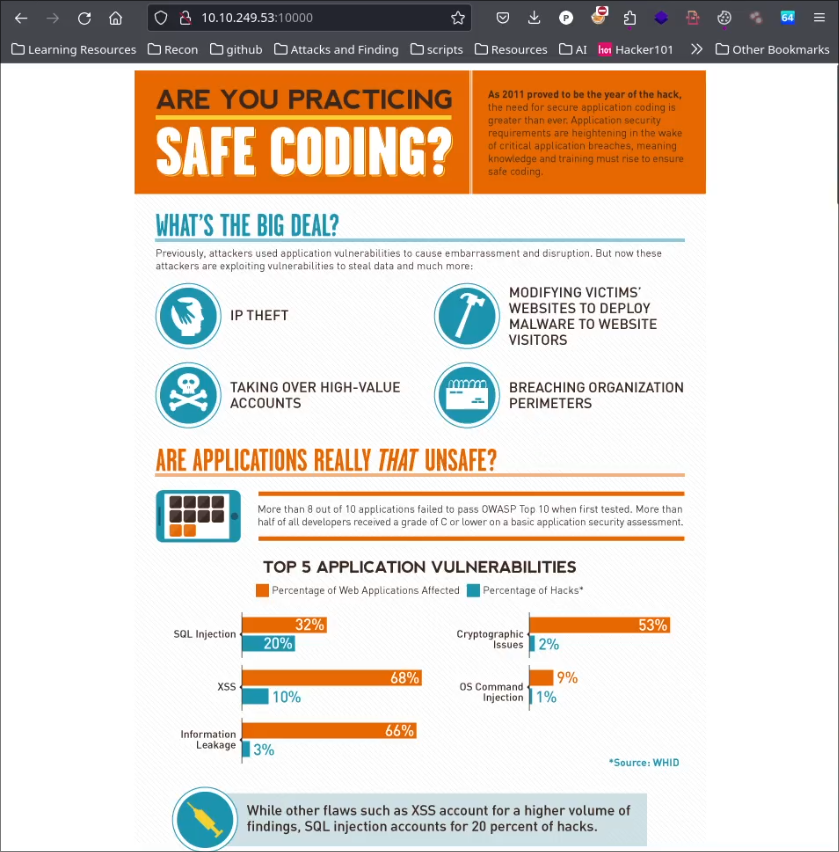 10.10.249.53:10000
Learning Resources Recon github Attacks and Finding scripts Resources AI h101 Hacker101 Other Bookmarks
P
64
ARE YOU PRACTICING
SAFE CODING?
As 2011 proved to be the year of the hack,
the need for secure application coding is
greater than ever. Application security
requirements are heightening in the wake
of critical application breaches, meaning
knowledge and training must rise to ensure
safe coding.
WHAT'S THE BIG DEAL?
Previously, attackers used application vulnerabilities to cause embarrassment and disruption. But now these
attackers are exploiting vulnerabilities to steal data and much more:
IP THEFT
MODIFYING VICTIMS'
WEBSITES TO DEPLOY
MALWARE TO WEBSITE
VISITORS
TAKING OVER HIGH-VALUE
ACCOUNTS
BREACHING ORGANIZATION
PERIMETERS
ARE APPLICATIONS REALLY THAT UNSAFE?
More than 8 out of 10 applications failed to pass OWASP Top 10 when first tested. More than
half of all developers received a grade of C or lower on a basic application security assessment.
TOP 5 APPLICATION VULNERABILITIES
Percentage of Web Applications Affected Percentage of Hacks*
SQL Injection 32%
20%
XSS 68%
10%
Information
Leakage
66%
3%
Cryptographic
Issues
53%
2%
OS Command
Injection
9%
1%
*Source: WHID
While other flaws such as XSS account for a higher volume of
findings, SQL injection accounts for 20 percent of hacks.